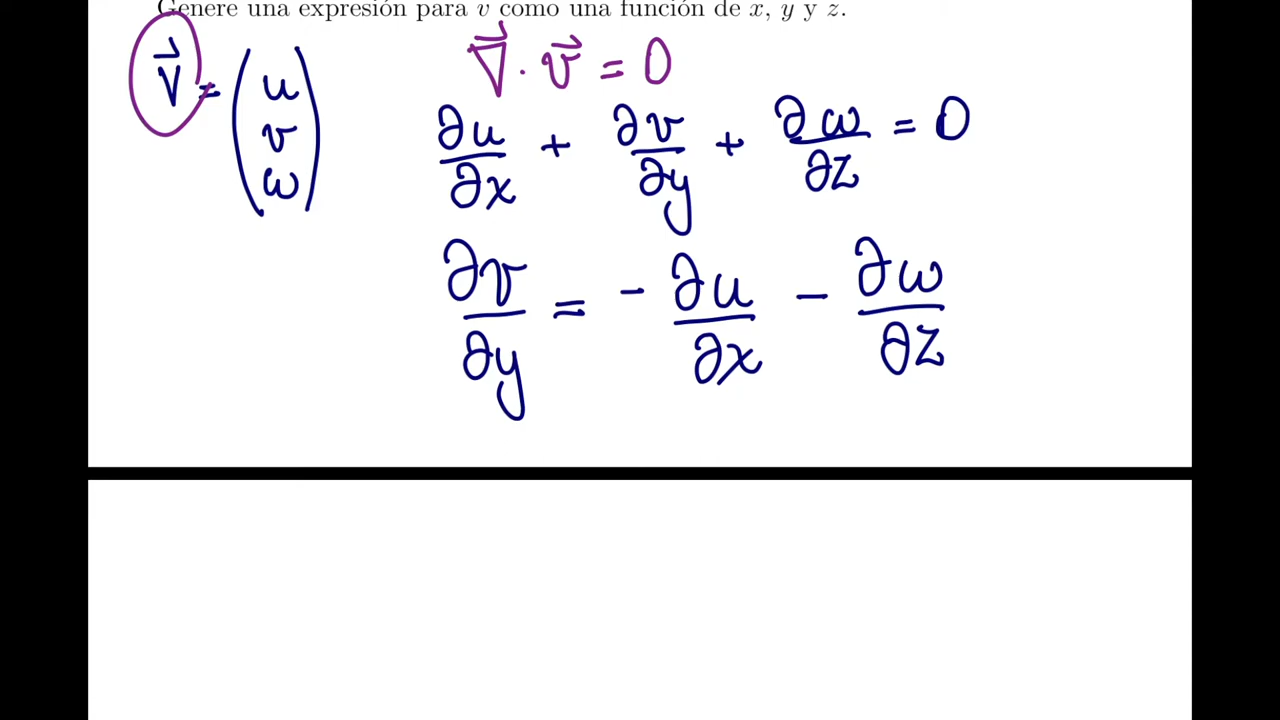 Genere una expresión para v como una función de x, y y z.
∇⃗ · v⃗ = 0
V⃗ = (u v w)
∂u/∂x + ∂v/∂y + ∂w/∂z = 0
∂v/∂y = - ∂u/∂x - ∂w/∂z